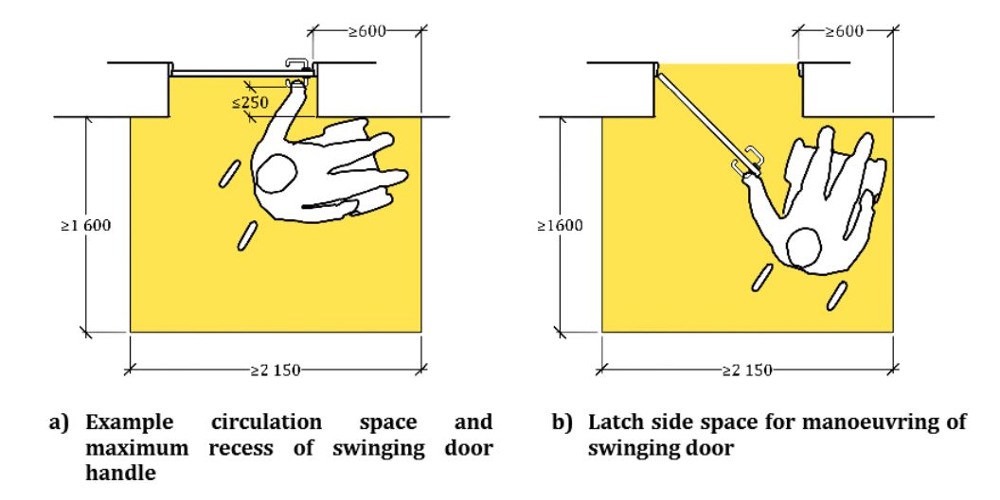 ≥600
≤250
≥1 600
≥2 150
≥600
≥1600
≥2 150
a) Example circulation space and
maximum recess of swinging door
handle
b) Latch side space for manoeuvring of
swinging door